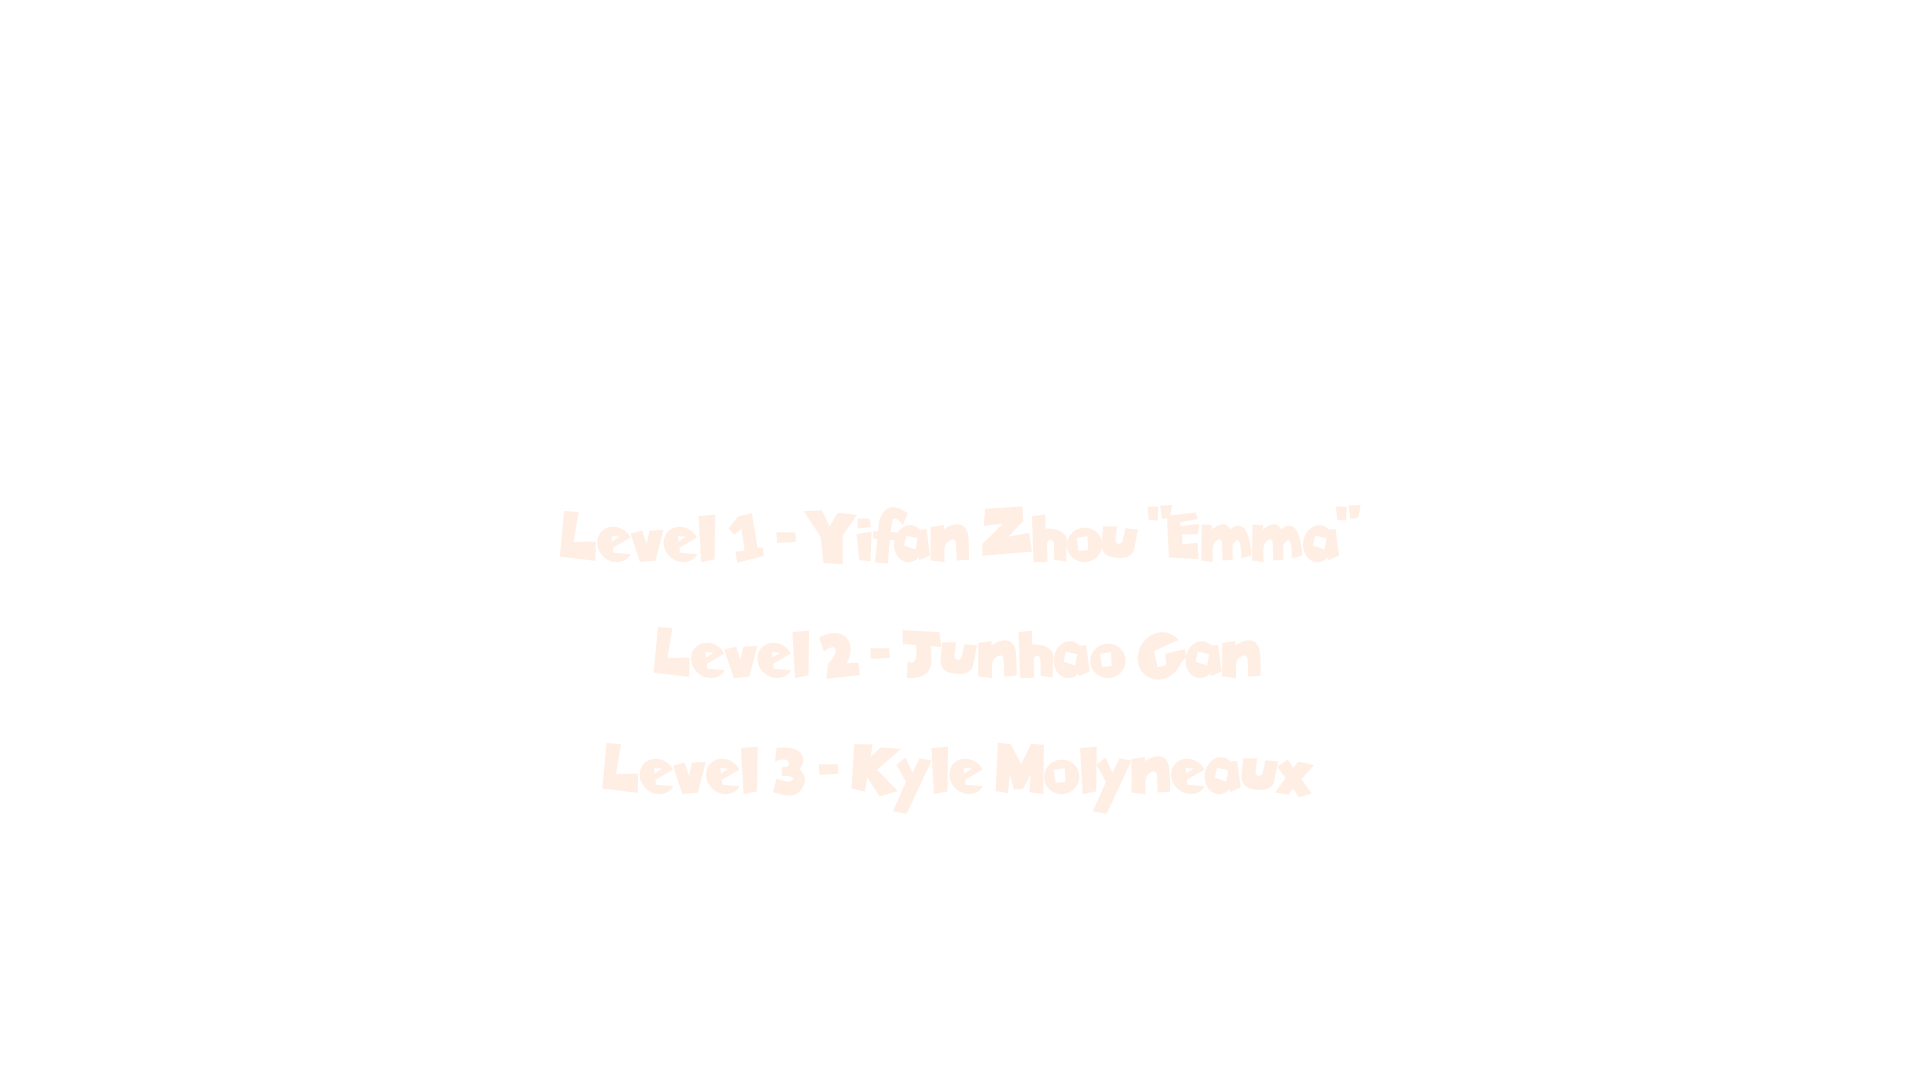 Level 1 - Yifan Zhou "Emma"
Level 2 - Junhao Gan
Level 3 - Kyle Molyneaux